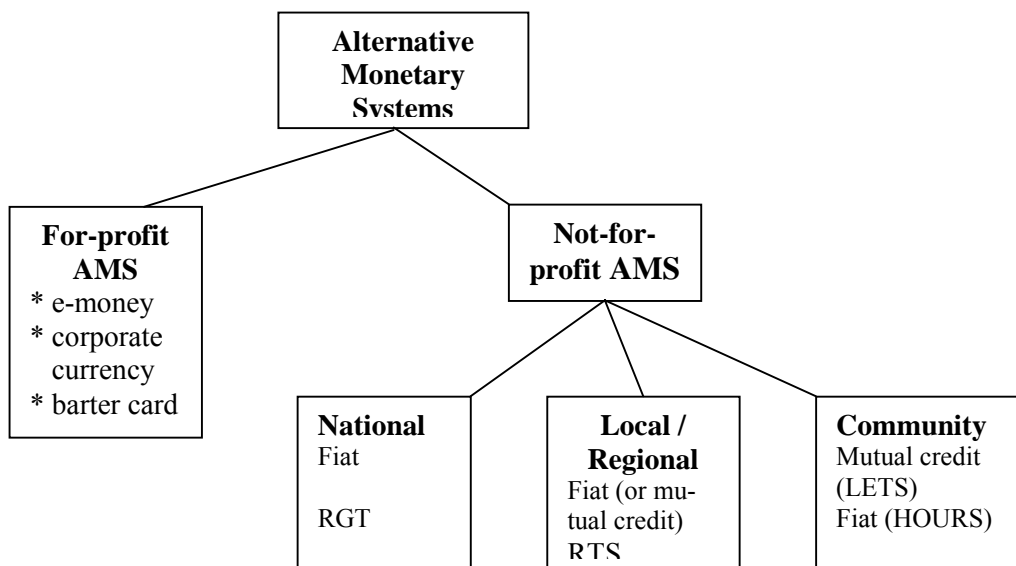 Alternative
Monetary
Systems
For-profit
AMS
* e-money
* corporate
currency
* barter card
Not-for-
profit AMS
National
Fiat
RGT
Local /
Regional
Fiat (or mu-
tual credit)
RTS
Community
Mutual credit
(LETS)
Fiat (HOURS)